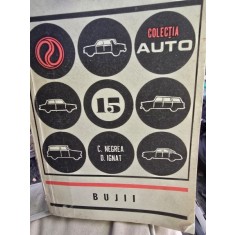 COLECȚIA
AUTO
15
C. NEGREA
D. IGNAT
BUJII